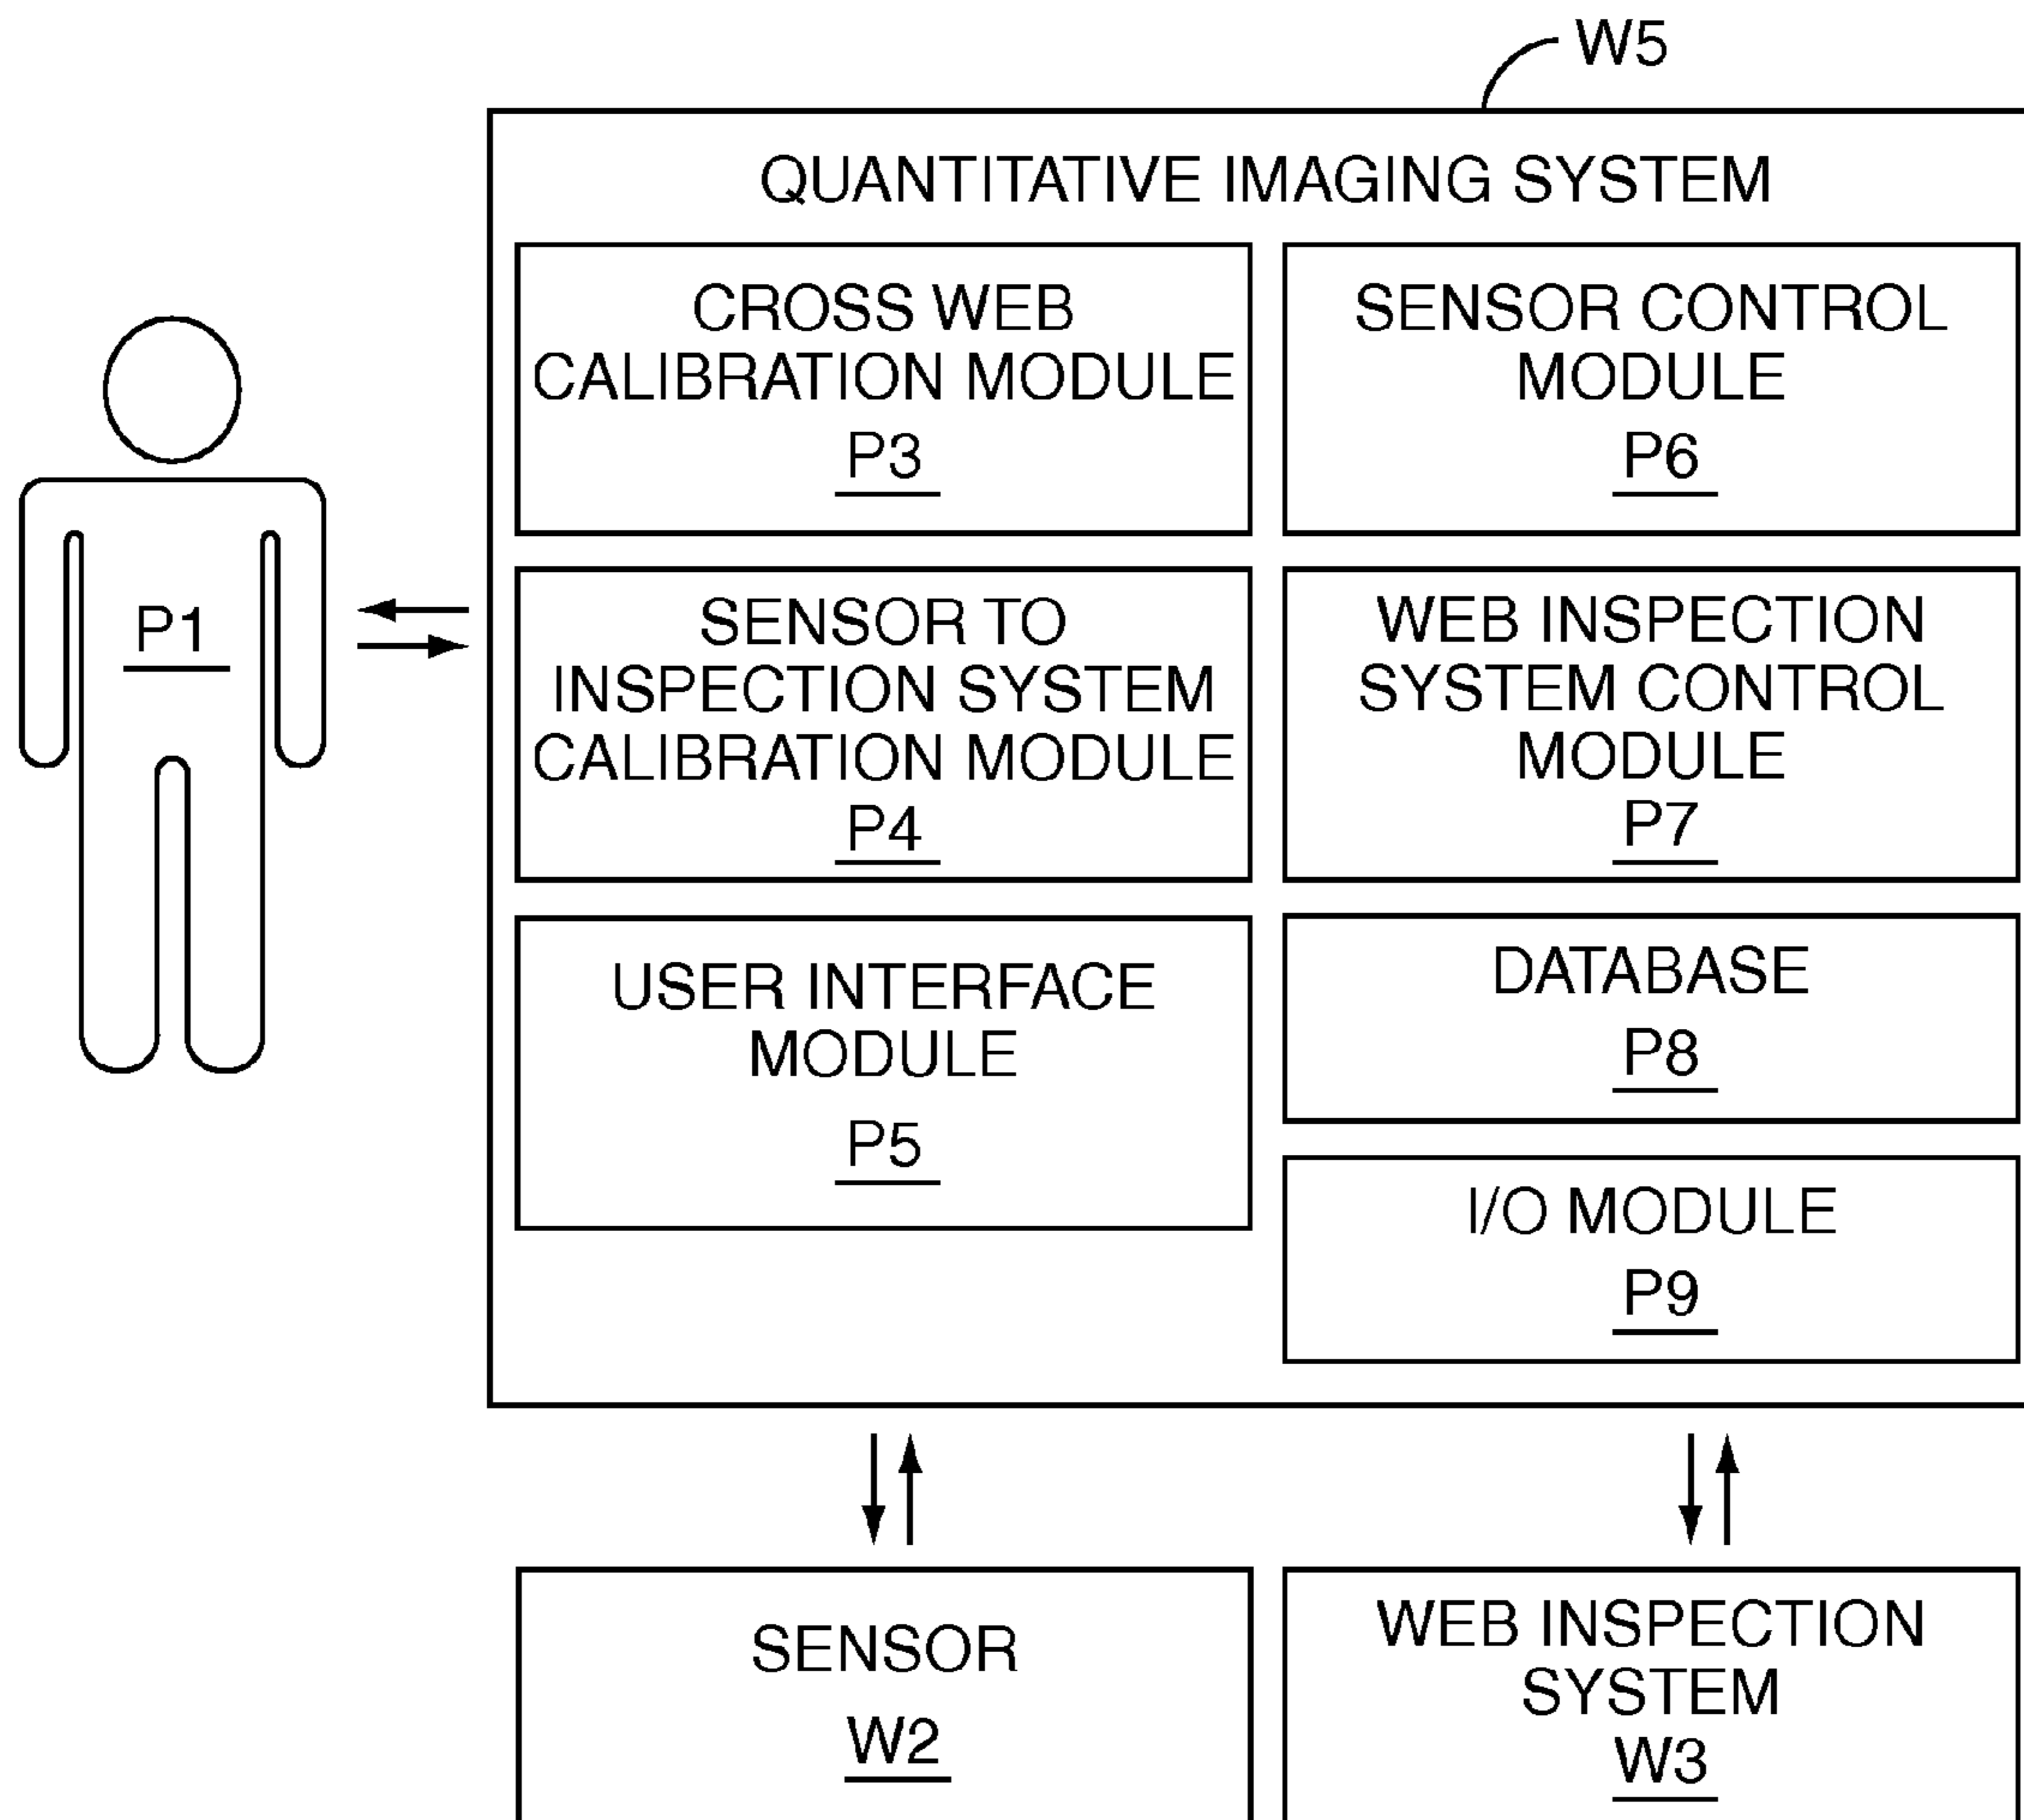 W5
QUANTITATIVE IMAGING SYSTEM
CROSS WEB
CALIBRATION MODULE
P3
SENSOR CONTROL
MODULE
P6
P1
SENSOR TO
INSPECTION SYSTEM
CALIBRATION MODULE
P4
WEB INSPECTION
SYSTEM CONTROL
MODULE
P7
USER INTERFACE
MODULE
P5
DATABASE
P8
I/O MODULE
P9
SENSOR
W2
WEB INSPECTION
SYSTEM
W3